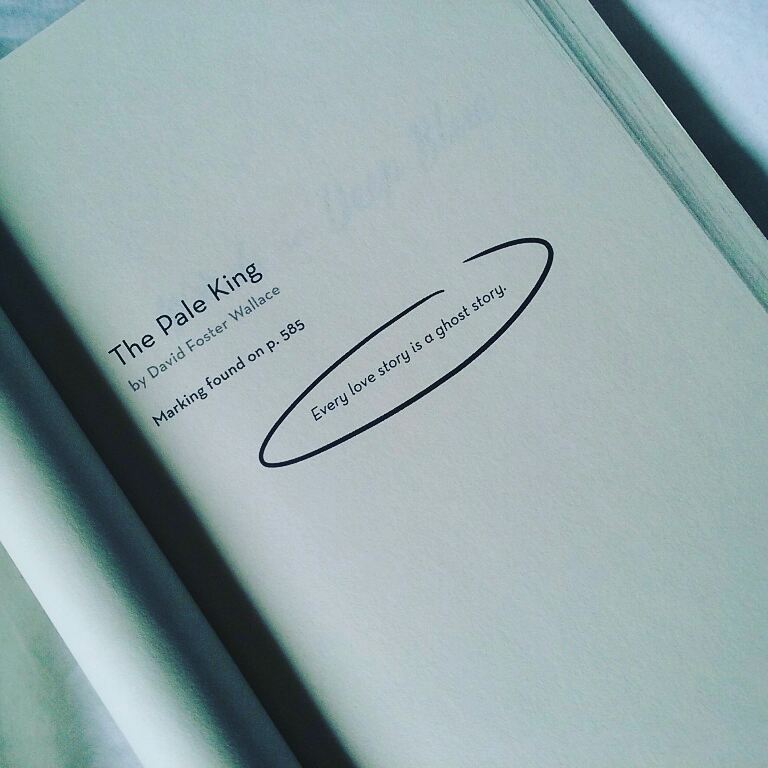 The Pale King
by David Foster Wallace
Marking found on p. 585
Every love story is a ghost story.